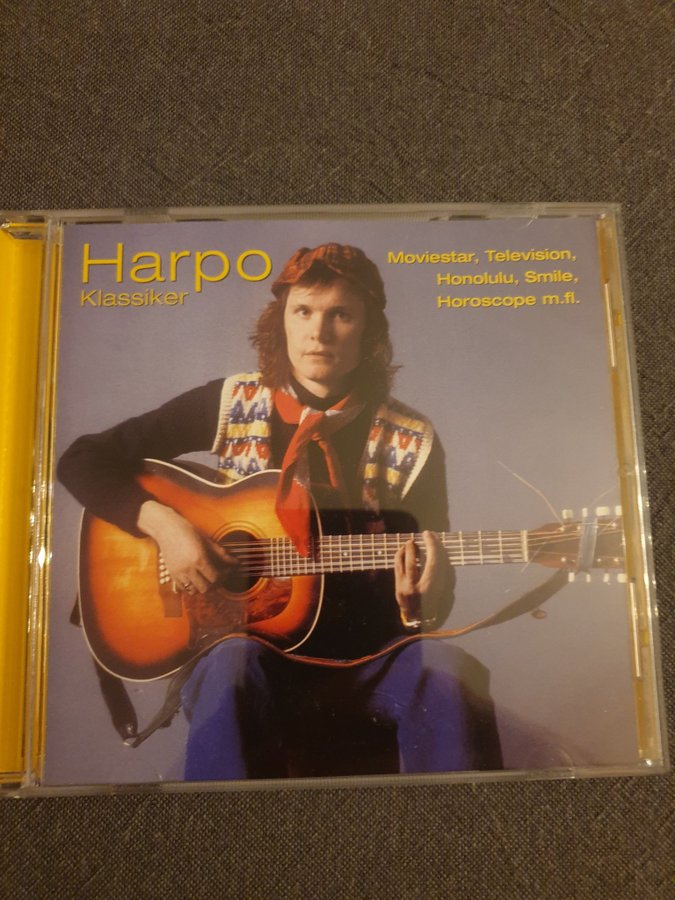 Harpo
Klassiker
Moviestar, Television,
Honolulu, Smile,
Horoscope m.fl.